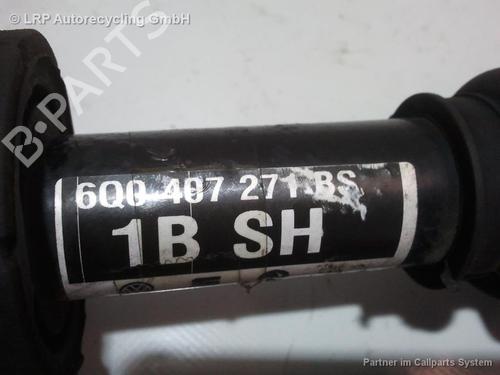 © LRP Autorecycling GmbH
B-PARTS
6Q0 407 271 BS
1B SH
Partner im Callparts System